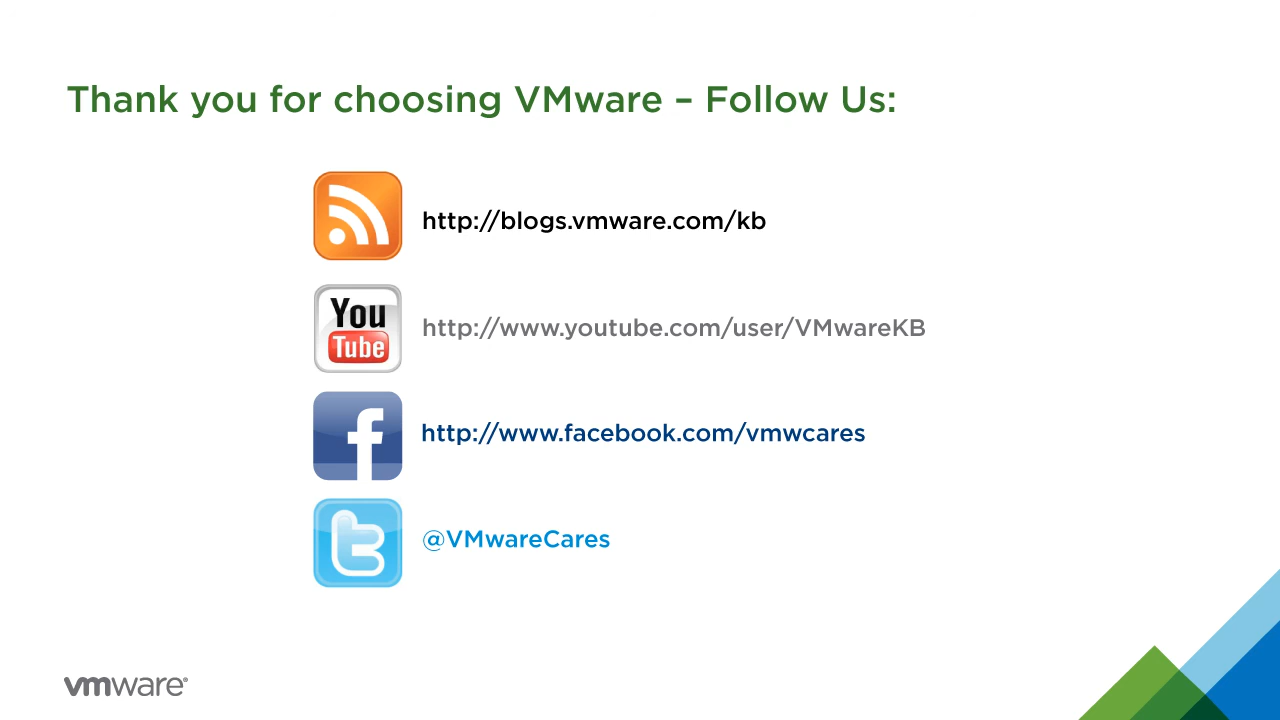 Thank you for choosing VMware – Follow Us:
http://blogs.vmware.com/kb
You
Tube
http://www.youtube.com/user/VMwareKB
f
http://www.facebook.com/vmwcares
t
@VMwareCares
vmware®